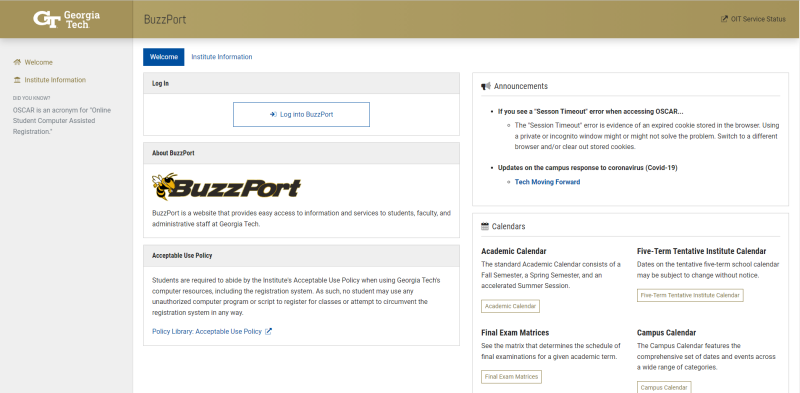 GT Georgia Tech
BuzzPort
OIT Service Status
Welcome
Institute Information
DID YOU KNOW?
OSCAR is an acronym for "Online
Student Computer Assisted
Registration."
Welcome
Institute Information
Log In
Log into BuzzPort
About BuzzPort
BuzzPort
BuzzPort is a website that provides easy access to information and services to students, faculty, and
administrative staff at Georgia Tech.
Acceptable Use Policy
Students are required to abide by the Institute's Acceptable Use Policy when using Georgia Tech's
computer resources, including the registration system. As such, no student may use any
unauthorized computer program or script to register for classes or attempt to circumvent the
registration system in any way.
Policy Library: Acceptable Use Policy
Announcements
If you see a "Sesson Timeout" error when accessing OSCAR...
The "Session Timeout" error is evidence of an expired cookie stored in the browser. Using
a private or incognito window might or might not solve the problem. Switch to a different
browser and/or clear out stored cookies.
Updates on the campus response to coronavirus (Covid-19)
Tech Moving Forward
Calendars
Academic Calendar
The standard Academic Calendar consists of a
Fall Semester, a Spring Semester, and an
accelerated Summer Session.
Academic Calendar
Five-Term Tentative Institute Calendar
Dates on the tentative five-term school calendar
may be subject to change without notice.
Five-Term Tentative Institute Calendar
Final Exam Matrices
See the matrix that determines the schedule of
final examinations for a given academic term.
Final Exam Matrices
Campus Calendar
The Campus Calendar features the
comprehensive set of dates and events across
a wide range of categories.
Campus Calendar